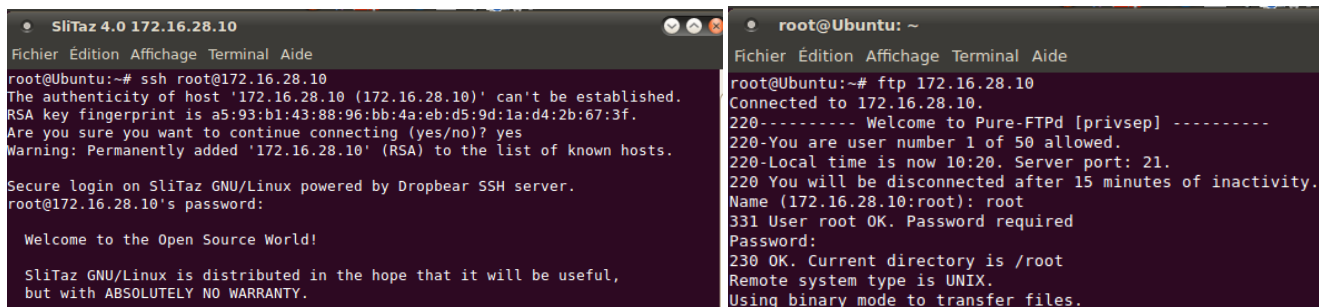 SliTaz 4.0 172.16.28.10
Fichier Édition Affichage Terminal Aide
root@Ubuntu:~# ssh root@172.16.28.10
The authenticity of host '172.16.28.10 (172.16.28.10)' can't be established.
RSA key fingerprint is a5:93:b1:43:88:96:bb:4a:eb:d5:9d:1a:d4:2b:67:3f.
Are you sure you want to continue connecting (yes/no)? yes
Warning: Permanently added '172.16.28.10' (RSA) to the list of known hosts.
Secure login on SliTaz GNU/Linux powered by Dropbear SSH server.
root@172.16.28.10's password:
Welcome to the Open Source World!
SliTaz GNU/Linux is distributed in the hope that it will be useful,
but with ABSOLUTELY NO WARRANTY.
root@Ubuntu: ~
Fichier Édition Affichage Terminal Aide
root@Ubuntu:~# ftp 172.16.28.10
Connected to 172.16.28.10.
220---------- Welcome to Pure-FTPd [privsep] ----------
220-You are user number 1 of 50 allowed.
220-Local time is now 10:20. Server port: 21.
220 You will be disconnected after 15 minutes of inactivity.
Name (172.16.28.10:root): root
331 User root OK. Password required
Password:
230 OK. Current directory is /root
Remote system type is UNIX.
Using binary mode to transfer files.